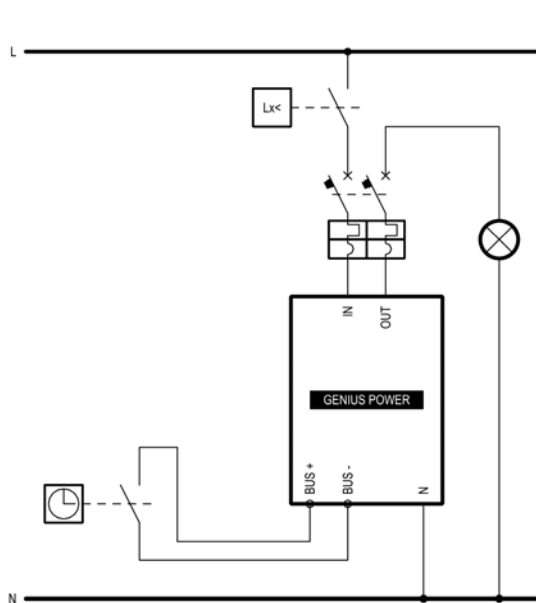 L
Lx<
IN
OUT
GENIUS POWER
BUS +
BUS -
N
N